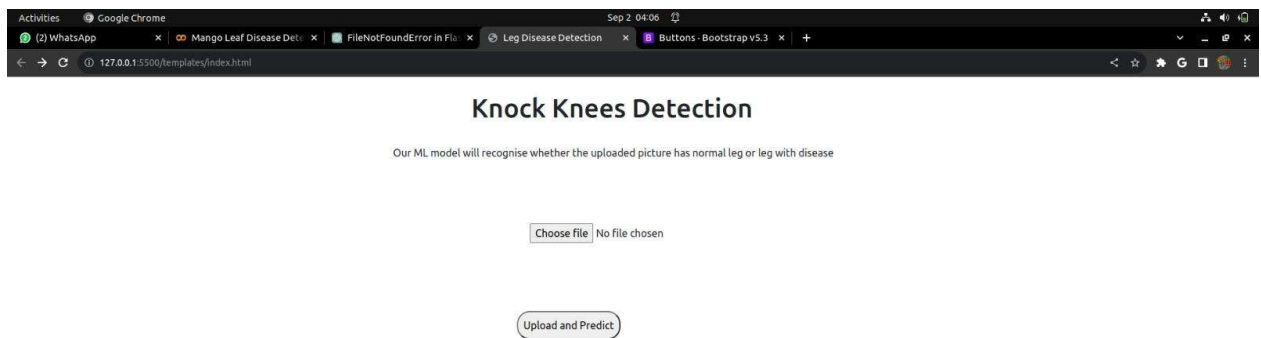 Activities Google Chrome Sep 2 04:06
(2) WhatsApp Mango Leaf Disease Dete FileNotFoundError in Fla Leg Disease Detection B Buttons · Bootstrap v5.3
127.0.0.1:5500/templates/index.html G
Knock Knees Detection
Our ML model will recognise whether the uploaded picture has normal leg or leg with disease
Choose file No file chosen
Upload and Predict